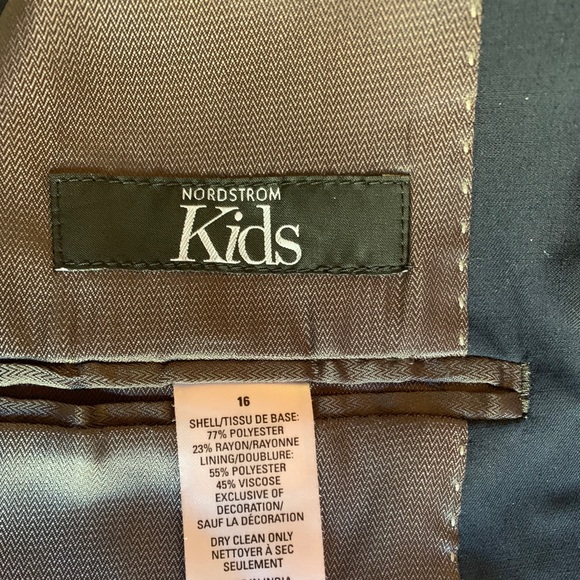 NORDSTROM
Kids
16
SHELL/TISSU DE BASE:
77% POLYESTER
23% RAYON/RAYONNE
LINING/DOUBLURE:
55% POLYESTER
45% VISCOSE
EXCLUSIVE OF
DECORATION/
SAUF LA DÉCORATION
DRY CLEAN ONLY
NETTOYER À SEC
SEULEMENT
INDIA